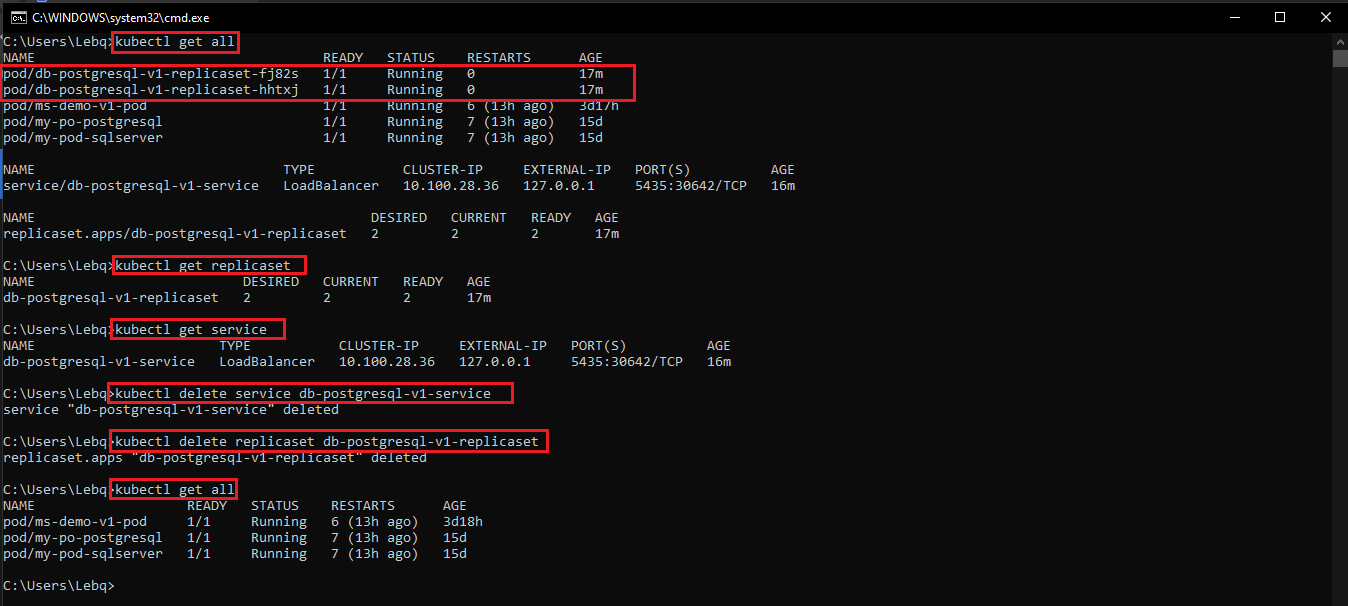 C:\WINDOWS\system32\cmd.exe
C:\Users\Lebq>kubectl get all
NAME READY STATUS RESTARTS AGE
pod/db-postgresql-v1-replicaset-fj82s 1/1 Running 0 17m
pod/db-postgresql-v1-replicaset-hhtxj 1/1 Running 0 17m
pod/ms-demo-v1-pod 1/1 Running 6 (13h ago) 3d17h
pod/my-po-postgresql 1/1 Running 7 (13h ago) 15d
pod/my-pod-sqlserver 1/1 Running 7 (13h ago) 15d
NAME TYPE CLUSTER-IP EXTERNAL-IP PORT(S) AGE
service/db-postgresql-v1-service LoadBalancer 10.100.28.36 127.0.0.1 5435:30642/TCP 16m
NAME DESIRED CURRENT READY AGE
replicaset.apps/db-postgresql-v1-replicaset 2 2 2 17m
C:\Users\Lebq>kubectl get replicaset
NAME DESIRED CURRENT READY AGE
db-postgresql-v1-replicaset 2 2 2 17m
C:\Users\Lebq>kubectl get service
NAME TYPE CLUSTER-IP EXTERNAL-IP PORT(S) AGE
db-postgresql-v1-service LoadBalancer 10.100.28.36 127.0.0.1 5435:30642/TCP 16m
C:\Users\Lebq>kubectl delete service db-postgresql-v1-service
service "db-postgresql-v1-service" deleted
C:\Users\Lebq>kubectl delete replicaset db-postgresql-v1-replicaset
replicaset.apps "db-postgresql-v1-replicaset" deleted
C:\Users\Lebq>kubectl get all
NAME READY STATUS RESTARTS AGE
pod/ms-demo-v1-pod 1/1 Running 6 (13h ago) 3d18h
pod/my-po-postgresql 1/1 Running 7 (13h ago) 15d
pod/my-pod-sqlserver 1/1 Running 7 (13h ago) 15d
C:\Users\Lebq>